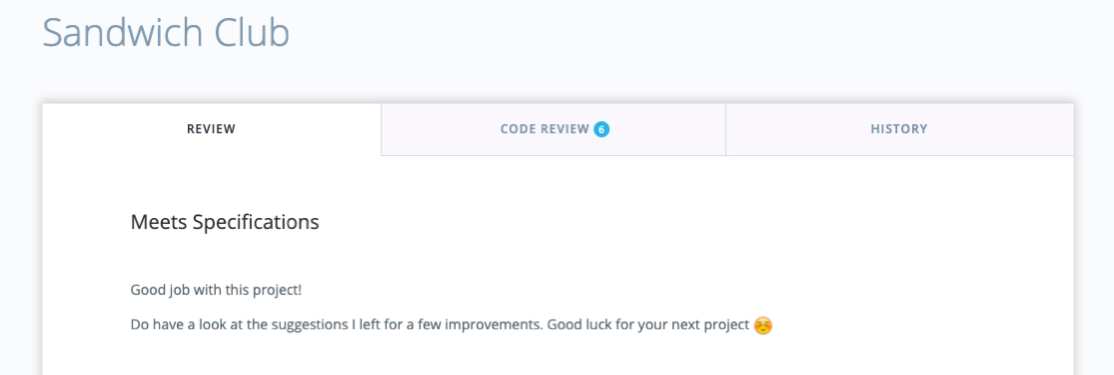 Sandwich Club
REVIEW
CODE REVIEW 6
HISTORY
Meets Specifications
Good job with this project!
Do have a look at the suggestions I left for a few improvements. Good luck for your next project ☺️